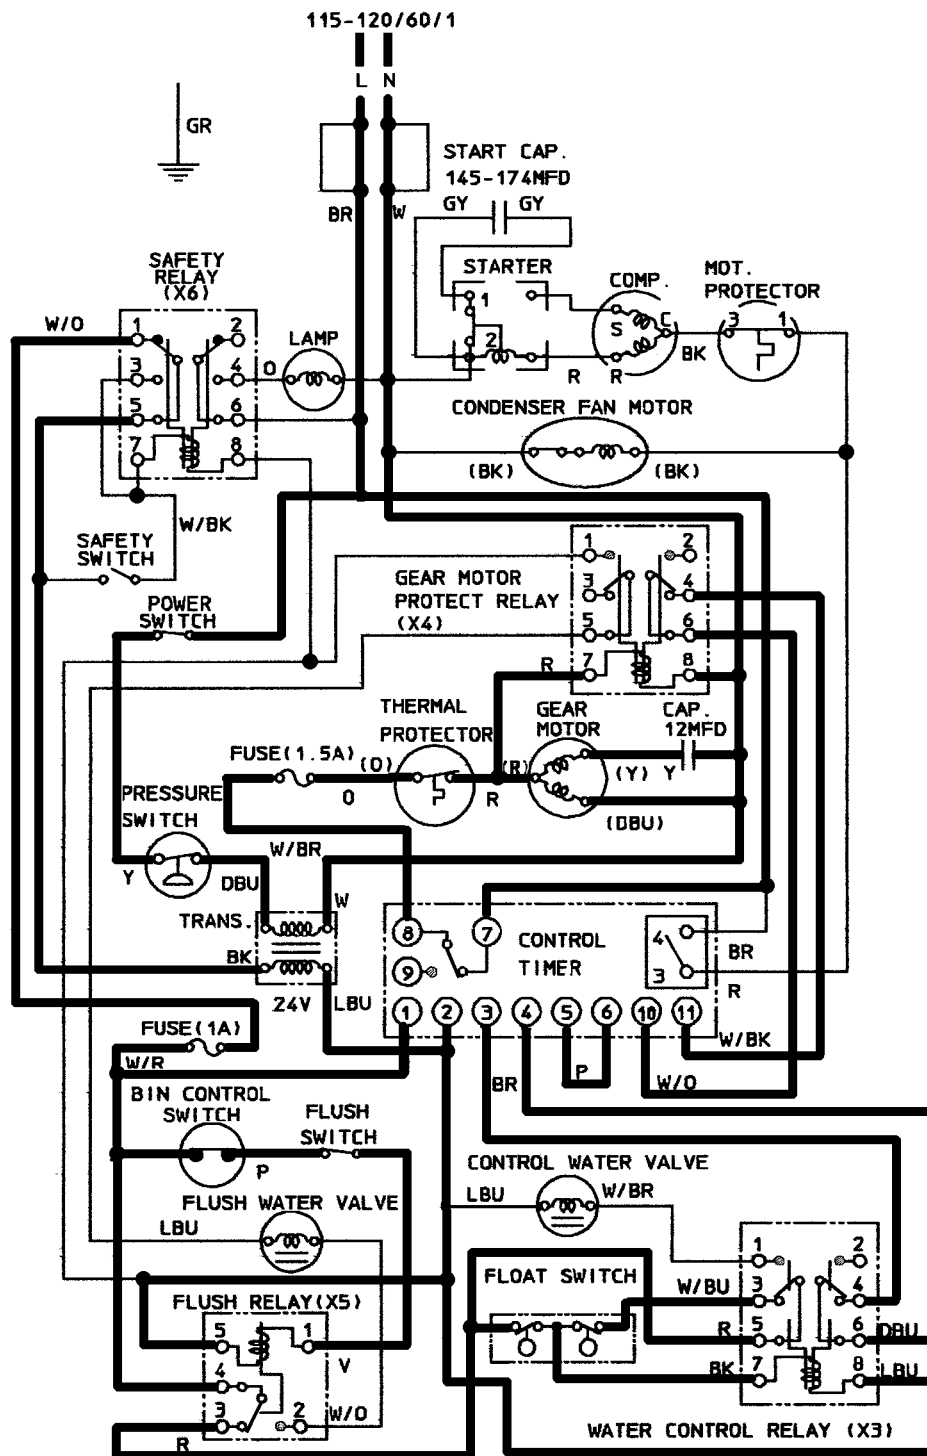 115-120/60/1
L N
GR
START CAP.
145-174MFD
GY GY
BR W
SAFETY
RELAY
(X6)
STARTER
COMP.
MOT.
PROTECTOR
W/O
1 2
LAMP
1
S C
3 1
3 4
O
2
BK
R R
5 6
CONDENSER FAN MOTOR
7 8
(BK) (BK)
W/BK
SAFETY
SWITCH
1 2
GEAR MOTOR
PROTECT RELAY
(X4)
3 4
POWER
SWITCH
5 6
R 7 8
THERMAL
PROTECTOR
GEAR
MOTOR
CAP.
12MFD
FUSE(1.5A)
(O) (R)
(Y) Y
O R
PRESSURE
SWITCH
(DBU)
W/BR
Y DBU
W
TRANS.
8 7
CONTROL
TIMER
4
BR
BK
9
3
24V LBU
R
1 2 3 4 5 6 10 11
FUSE(1A)
W/BK
W/R
P
BR
W/O
BIN CONTROL
SWITCH
FLUSH
SWITCH
P
CONTROL WATER VALVE
LBU W/BR
FLUSH WATER VALVE
LBU
1 2
FLOAT SWITCH
W/BU 3 4
FLUSH RELAY(X5)
5 1
R 5 6 DBU
V
BK 7 8 LBU
4
3 2 W/O
R
WATER CONTROL RELAY (X3)